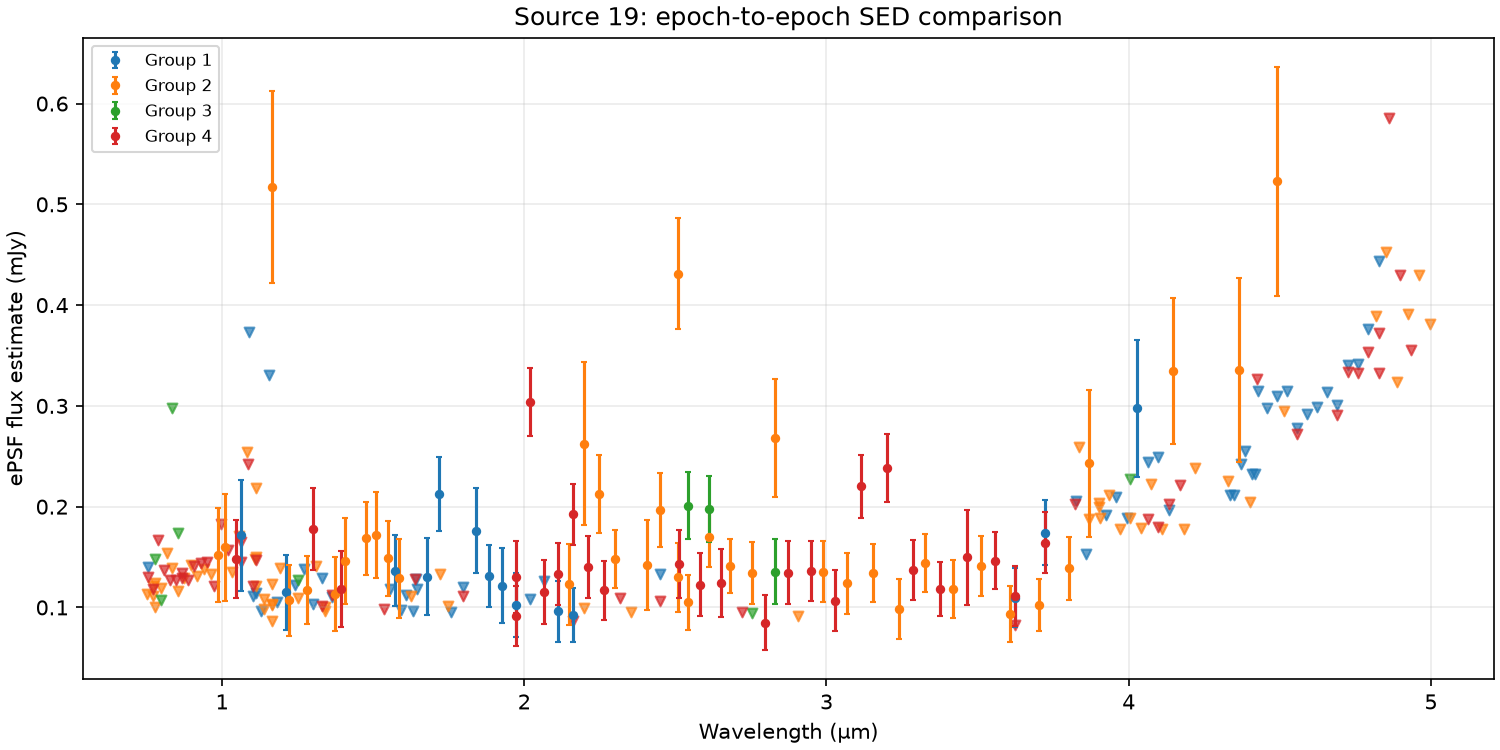 Source 19: epoch-to-epoch SED comparison
Group 1
Group 2
Group 3
Group 4
ePSF flux estimate (mJy)
0.6
0.5
0.4
0.3
0.2
0.1
1 2 3 4 5
Wavelength (μm)